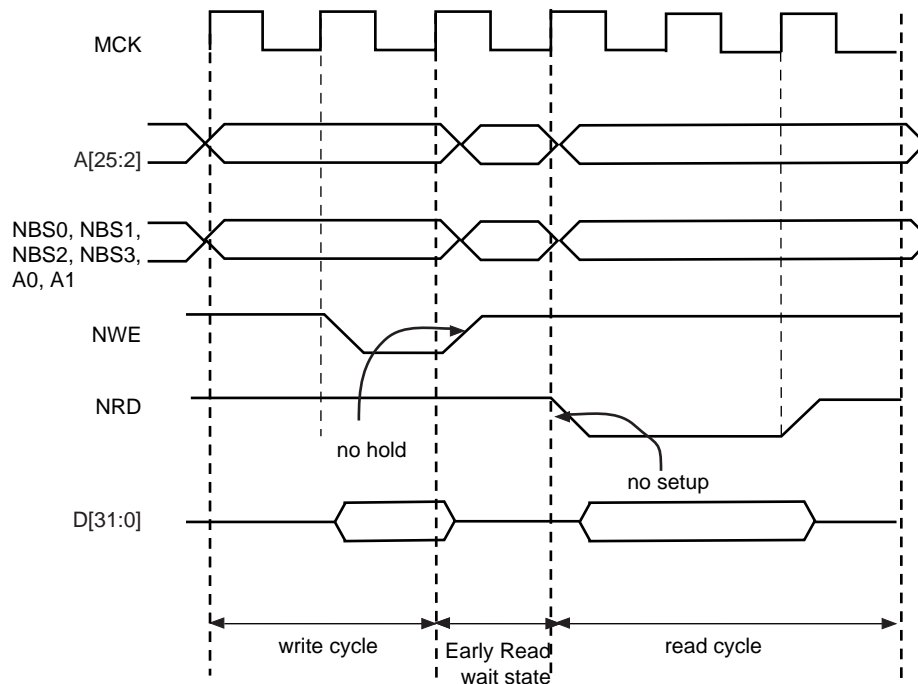 MCK
A[25:2]
NBS0, NBS1,
NBS2, NBS3,
A0, A1
NWE
NRD
no hold
no setup
D[31:0]
write cycle
Early Read
wait state
read cycle